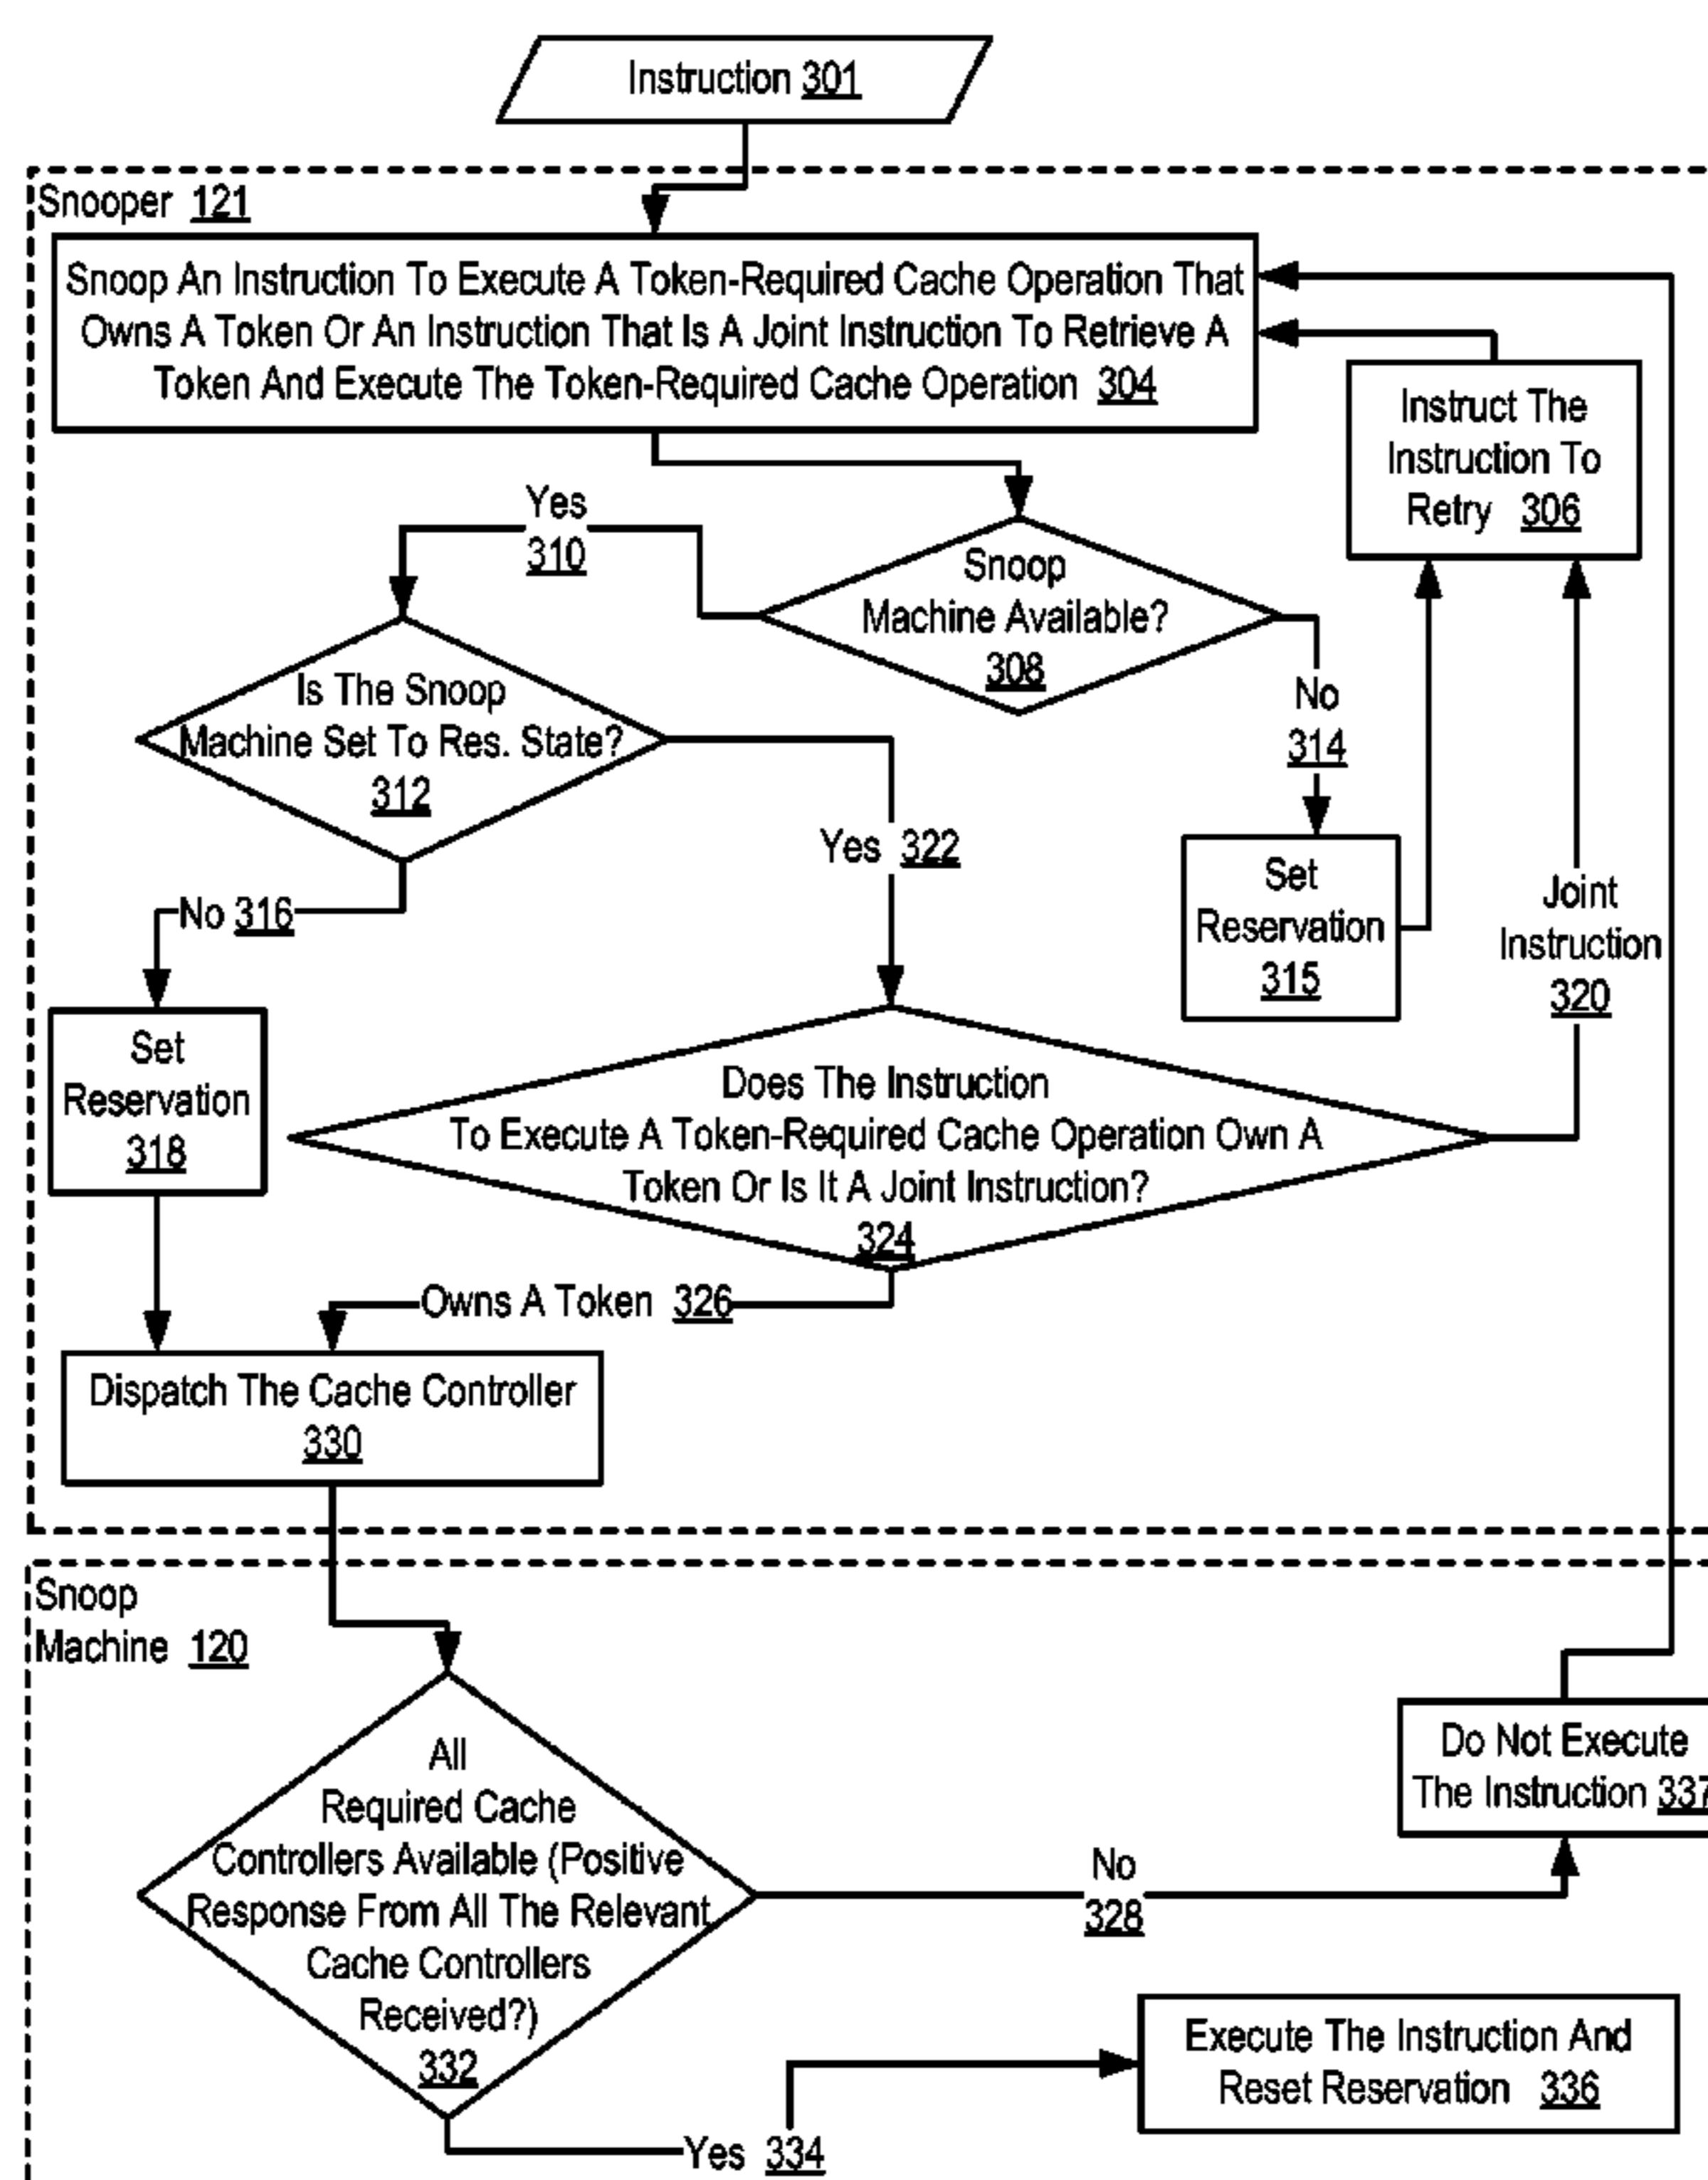 Instruction 301
Snooper 121
Snoop An Instruction To Execute A Token-Required Cache Operation That
Owns A Token Or An Instruction That Is A Joint Instruction To Retrieve A
Token And Execute The Token-Required Cache Operation 304
Instruct The
Instruction To
Retry 306
Yes
310
Snoop
Machine Available?
308
Is The Snoop
Machine Set To Res. State?
312
No
314
Yes 322
Set
Reservation
315
Joint
Instruction
320
No 316
Set
Reservation
318
Does The Instruction
To Execute A Token-Required Cache Operation Own A
Token Or Is It A Joint Instruction?
324
Owns A Token 326
Dispatch The Cache Controller
330
Snoop
Machine 120
All
Required Cache
Controllers Available (Positive
Response From All The Relevant
Cache Controllers
Received?)
332
No
328
Do Not Execute
The Instruction 337
Execute The Instruction And
Reset Reservation 336
Yes 334